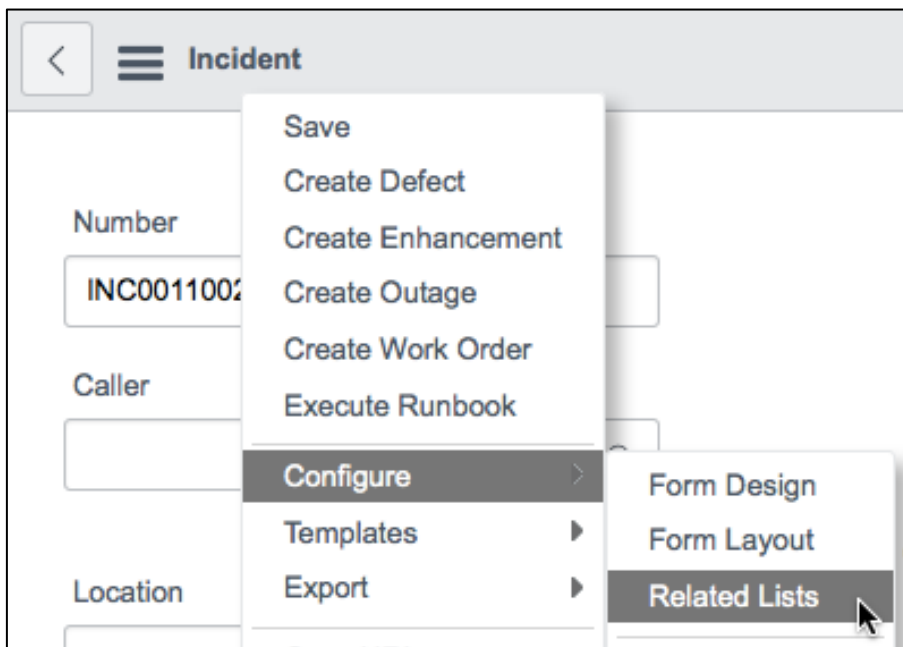 Incident
Save
Create Defect
Number
Create Enhancement
INC0011002
Create Outage
Create Work Order
Caller
Execute Runbook
Configure
Form Design
Templates
Form Layout
Location
Export
Related Lists